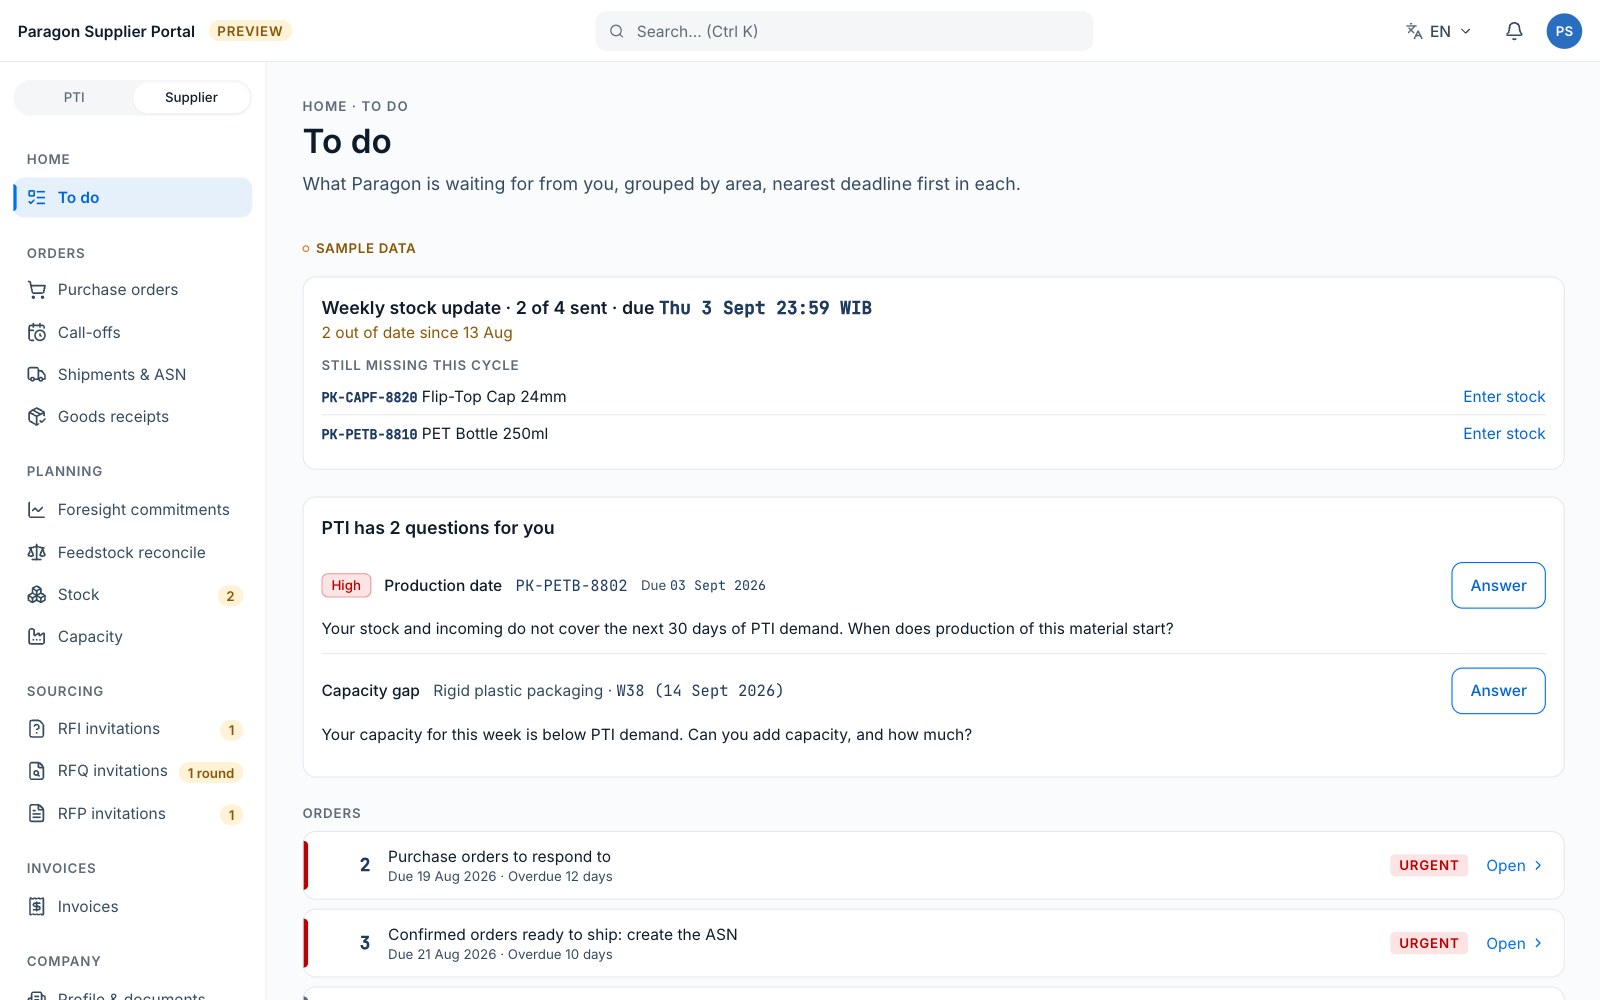 Paragon Supplier Portal PREVIEW
Search... (Ctrl K)
EN
PS
PTI
Supplier
HOME
To do
ORDERS
Purchase orders
Call-offs
Shipments & ASN
Goods receipts
PLANNING
Foresight commitments
Feedstock reconcile
Stock 2
Capacity
SOURCING
RFI invitations 1
RFQ invitations 1 round
RFP invitations 1
INVOICES
Invoices
COMPANY
Profile & documents
HOME · TO DO
To do
What Paragon is waiting for from you, grouped by area, nearest deadline first in each.
SAMPLE DATA
Weekly stock update · 2 of 4 sent · due Thu 3 Sept 23:59 WIB
2 out of date since 13 Aug
STILL MISSING THIS CYCLE
PK-CAPF-8820 Flip-Top Cap 24mm Enter stock
PK-PETB-8810 PET Bottle 250ml Enter stock
PTI has 2 questions for you
High Production date PK-PETB-8802 Due 03 Sept 2026 Answer
Your stock and incoming do not cover the next 30 days of PTI demand. When does production of this material start?
Capacity gap Rigid plastic packaging · W38 (14 Sept 2026) Answer
Your capacity for this week is below PTI demand. Can you add capacity, and how much?
ORDERS
2 Purchase orders to respond to URGENT Open
Due 19 Aug 2026 · Overdue 12 days
3 Confirmed orders ready to ship: create the ASN URGENT Open
Due 21 Aug 2026 · Overdue 10 days